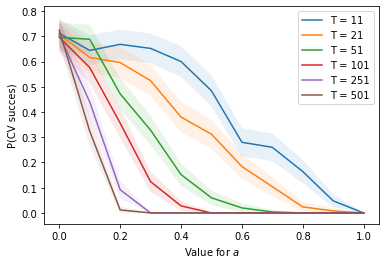 0.8
0.7
0.6
0.5
0.4
0.3
0.2
0.1
0.0
P(CV succes)
0.0 0.2 0.4 0.6 0.8 1.0
Value for a
T = 11
T = 21
T = 51
T = 101
T = 251
T = 501